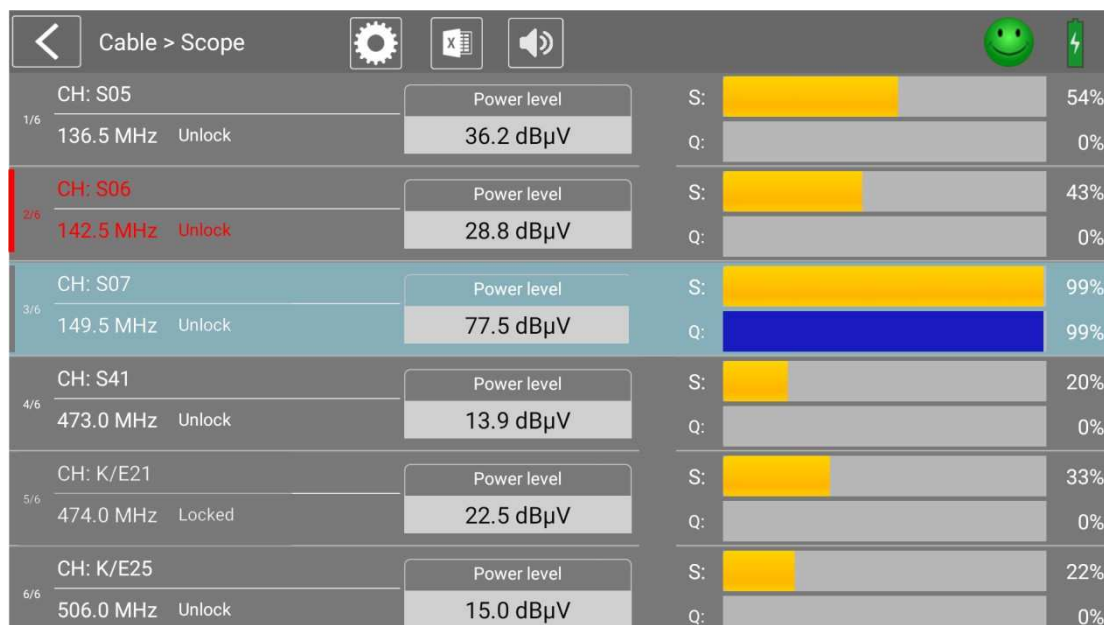 Cable > Scope
1/6
CH: S05
136.5 MHz Unlock
Power level
36.2 dBµV
S: 54%
Q: 0%
2/6
CH: S06
142.5 MHz Unlock
Power level
28.8 dBµV
S: 43%
Q: 0%
3/6
CH: S07
149.5 MHz Unlock
Power level
77.5 dBµV
S: 99%
Q: 99%
4/6
CH: S41
473.0 MHz Unlock
Power level
13.9 dBµV
S: 20%
Q: 0%
5/6
CH: K/E21
474.0 MHz Locked
Power level
22.5 dBµV
S: 33%
Q: 0%
6/6
CH: K/E25
506.0 MHz Unlock
Power level
15.0 dBµV
S: 22%
Q: 0%